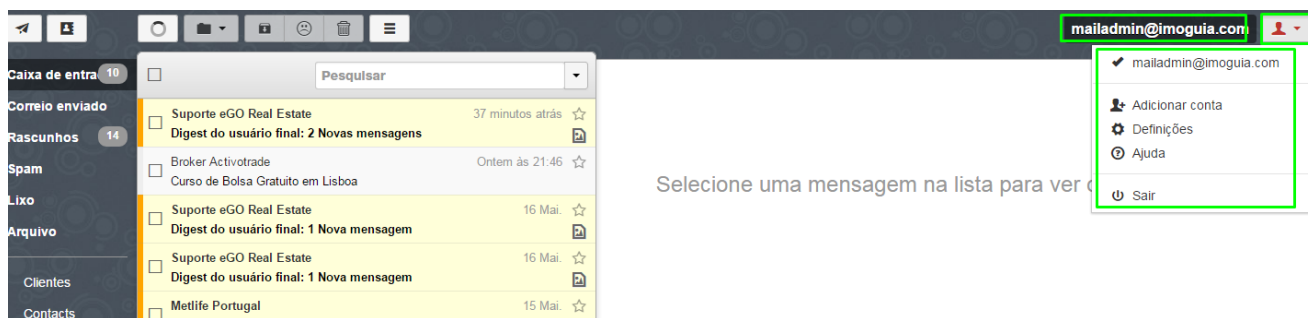 mailadmin@imoguia.com
Caixa de entra 10
Correio enviado
Rascunhos 14
Spam
Lixo
Arquivo
Clientes
Contacts
Pesquisar
Suporte eGO Real Estate 37 minutos atrás
Digest do usuário final: 2 Novas mensagens
Broker Activotrade Ontem às 21:46
Curso de Bolsa Gratuito em Lisboa
Suporte eGO Real Estate 16 Mai.
Digest do usuário final: 1 Nova mensagem
Suporte eGO Real Estate 16 Mai.
Digest do usuário final: 1 Nova mensagem
Metlife Portugal 15 Mai.
Selecione uma mensagem na lista para ver
mailadmin@imoguia.com
Adicionar conta
Definições
Ajuda
Sair